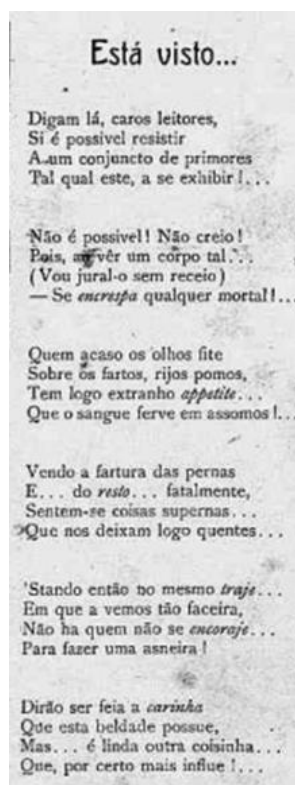 Está visto...
Digam lá, caros leitores,
Si é possivel resistir
A um conjuncto de primores
Tal qual este, a se exhibir!...
Não é possivel! Não creio!
Pois, ao vêr um corpo tal...
(Vou jural-o sem receio)
— Se encrespa qualquer mortal!...
Quem acaso os olhos fite
Sobre os fartos, rijos pomos,
Tem logo extranho appetite...
Que o sangue ferve em assomos!...
Vendo a fartura das pernas
E... do resto... fatalmente,
Sentem-se coisas supernas...
Que nos deixam logo quentes...
'Stando então no mesmo traje...
Em que a vemos tão faceira,
Não ha quem não se encoraje...
Para fazer uma asneira!
Dirão ser feia a carinha
Que esta beldade possue,
Mas... é linda outra coisinha...
Que, por certo mais influe!...